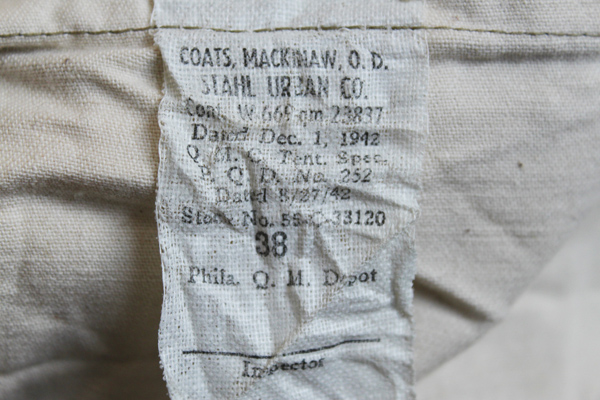 COATS, MACKINAW, O. D.
STAHL URBAN CO.
Cont. W 669 qm 23837
Dated Dec. 1, 1942
Q. M. C. Tent. Spec.
P. Q. D. No. 252
Dated 8/27/42
Stock No. 33120
38
Phila. Q. M. Depot
Inspector